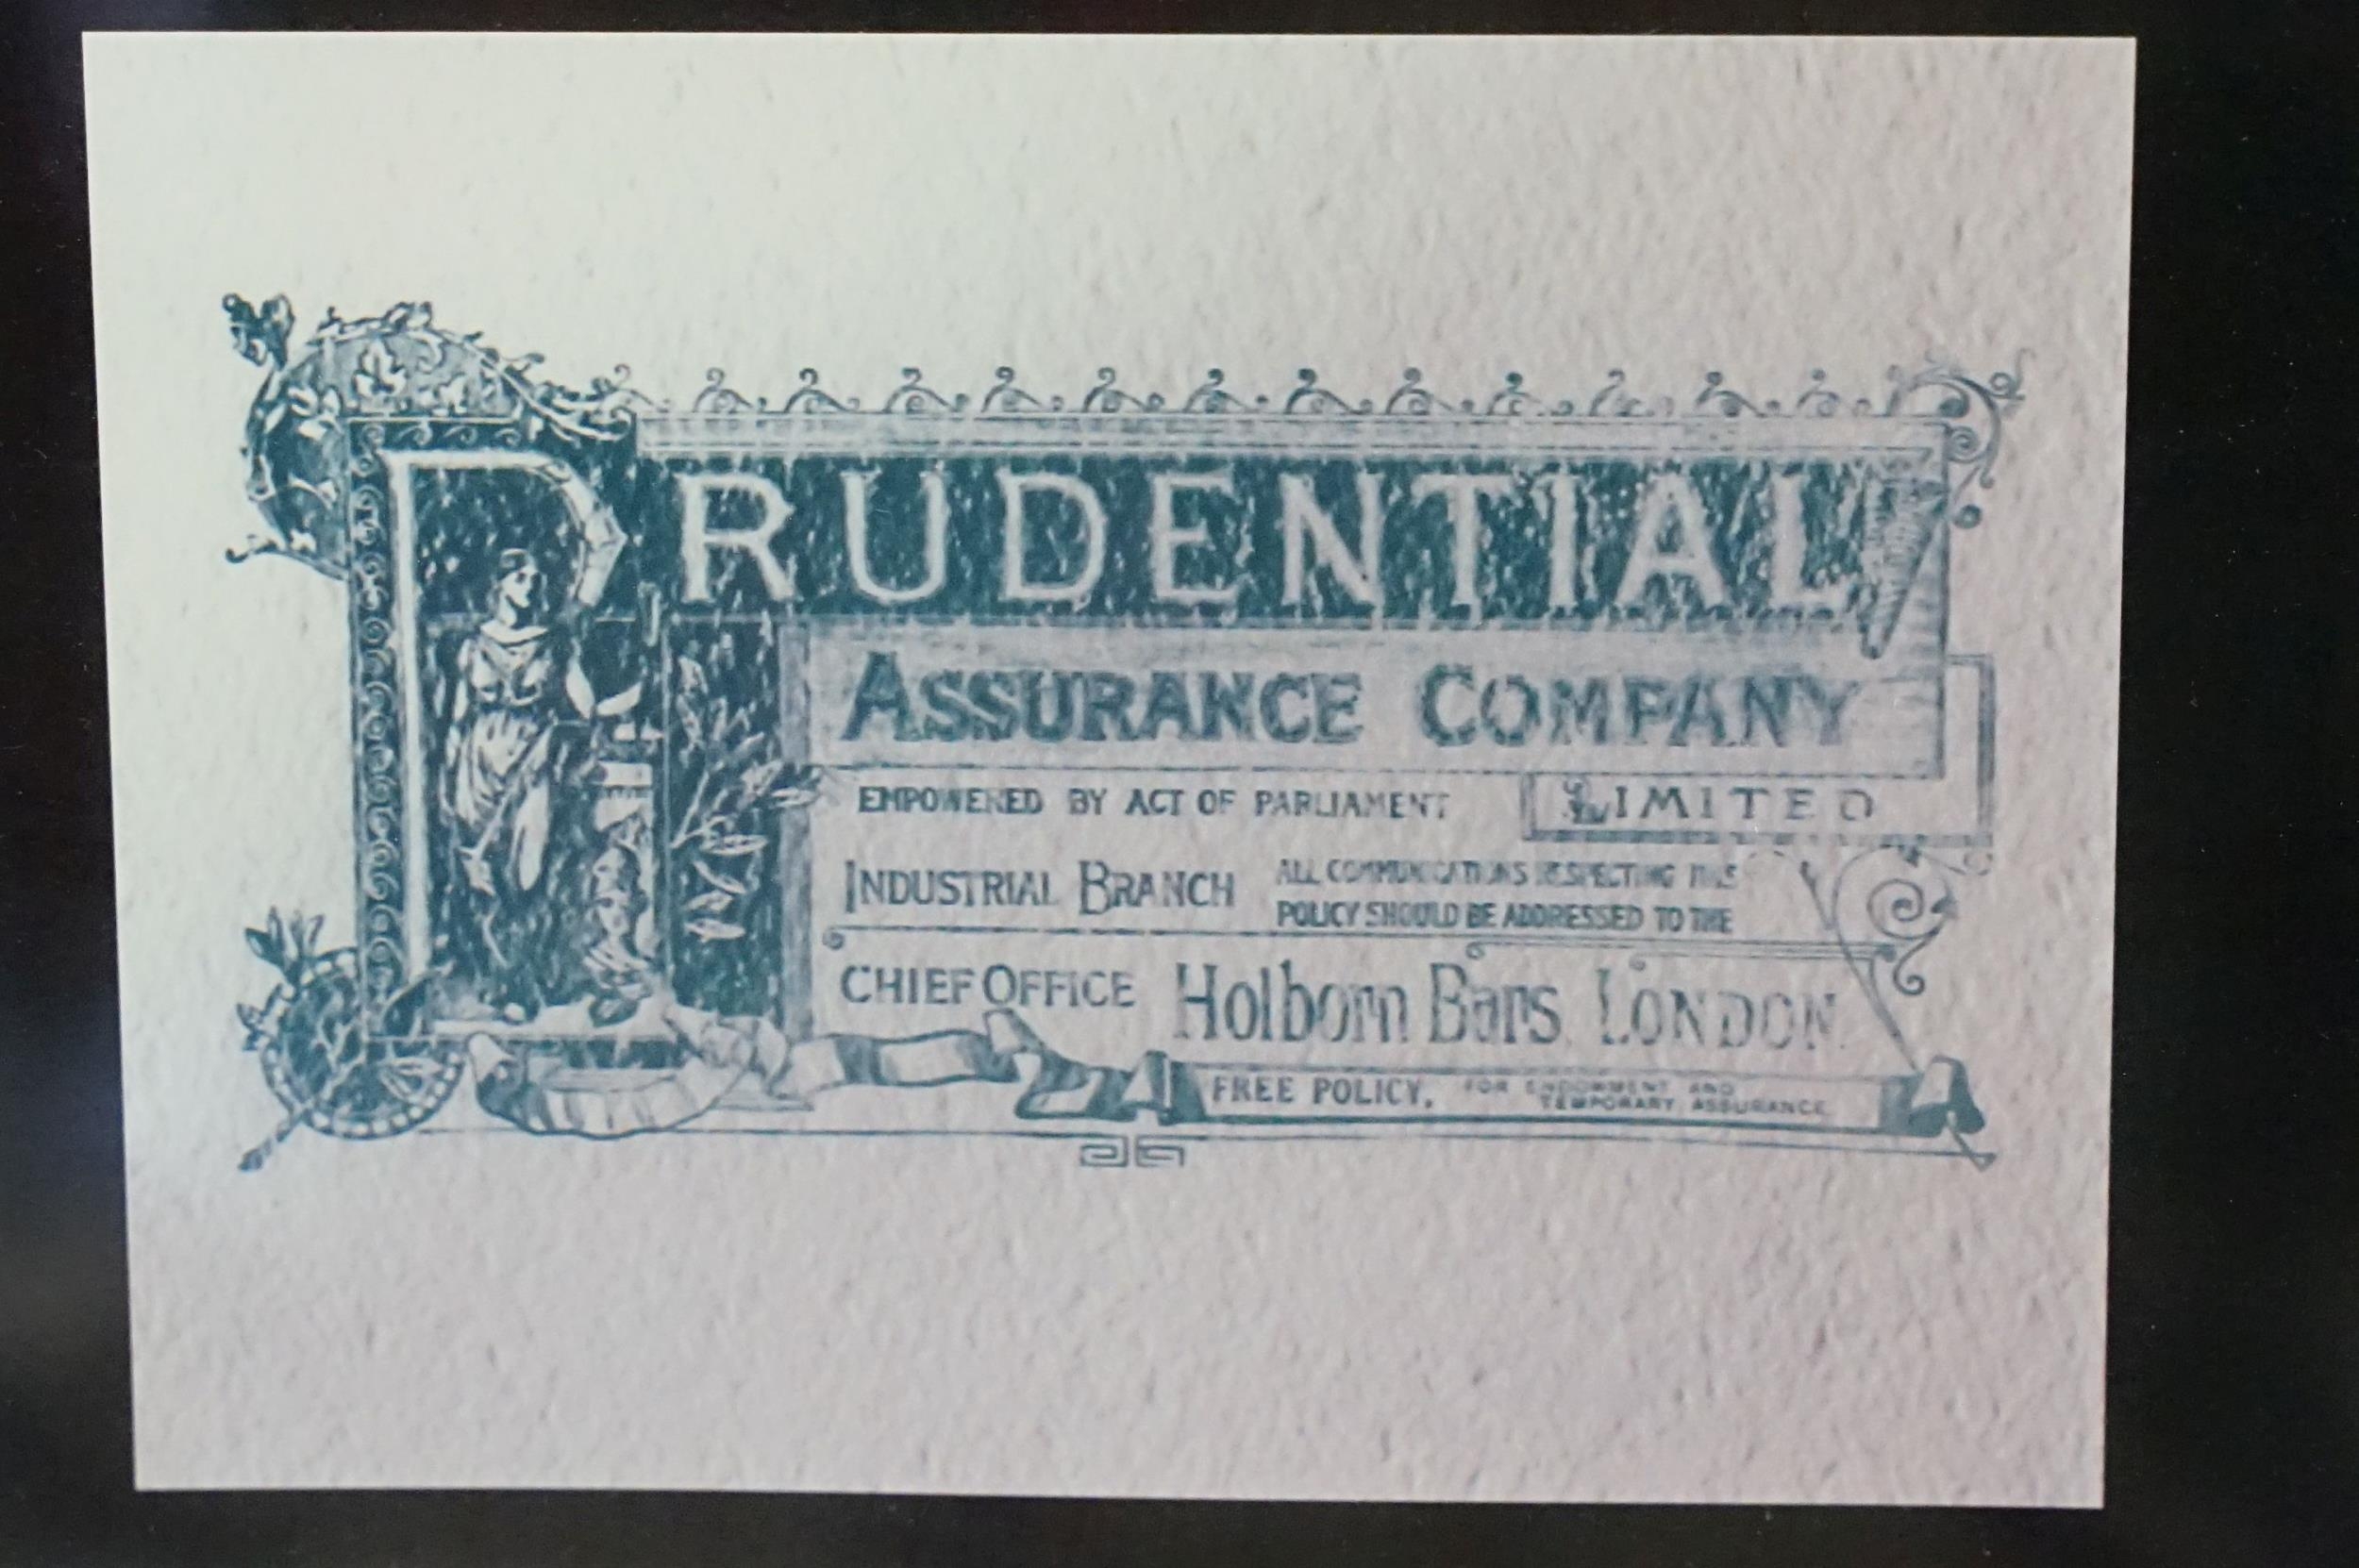 PRUDENTIAL
ASSURANCE COMPANY
EMPOWERED BY ACT OF PARLIAMENT LIMITED
INDUSTRIAL BRANCH ALL COMMUNICATIONS RESPECTING THIS
POLICY SHOULD BE ADDRESSED TO THE
CHIEF OFFICE Holborn Bars LONDON
FREE POLICY. FOR ENDOWMENT AND
TEMPORARY ASSURANCE